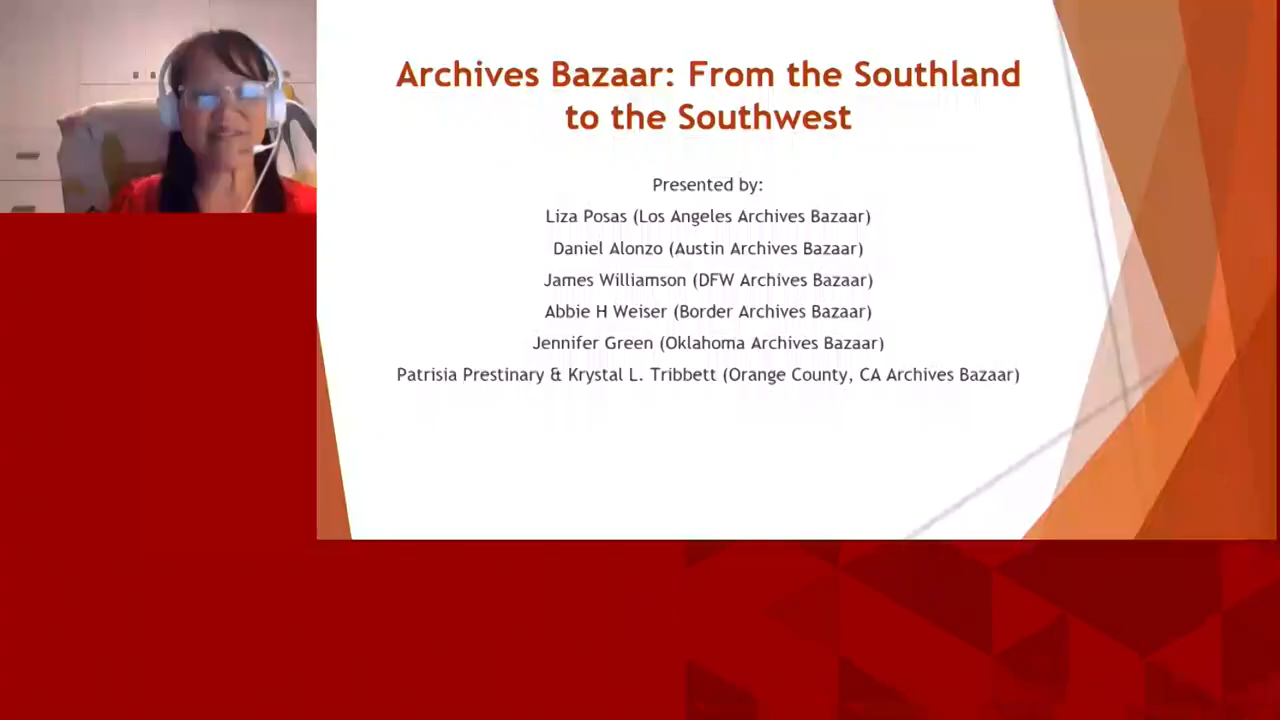 Archives Bazaar: From the Southland
to the Southwest
Presented by:
Liza Posas (Los Angeles Archives Bazaar)
Daniel Alonzo (Austin Archives Bazaar)
James Williamson (DFW Archives Bazaar)
Abbie H Weiser (Border Archives Bazaar)
Jennifer Green (Oklahoma Archives Bazaar)
Patrisia Prestinary & Krystal L. Tribbett (Orange County, CA Archives Bazaar)